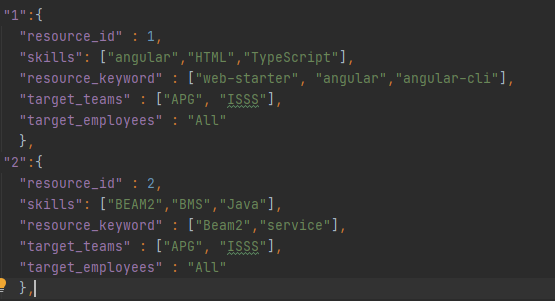 "1":{
"resource_id" : 1,
"skills": ["angular","HTML","TypeScript"],
"resource_keyword" : ["web-starter", "angular","angular-cli"],
"target_teams" : ["APG", "ISSS"],
"target_employees" : "All"
},
"2":{
"resource_id" : 2,
"skills": ["BEAM2","BMS","Java"],
"resource_keyword" : ["Beam2","service"],
"target_teams" : ["APG", "ISSS"],
"target_employees" : "All"
},